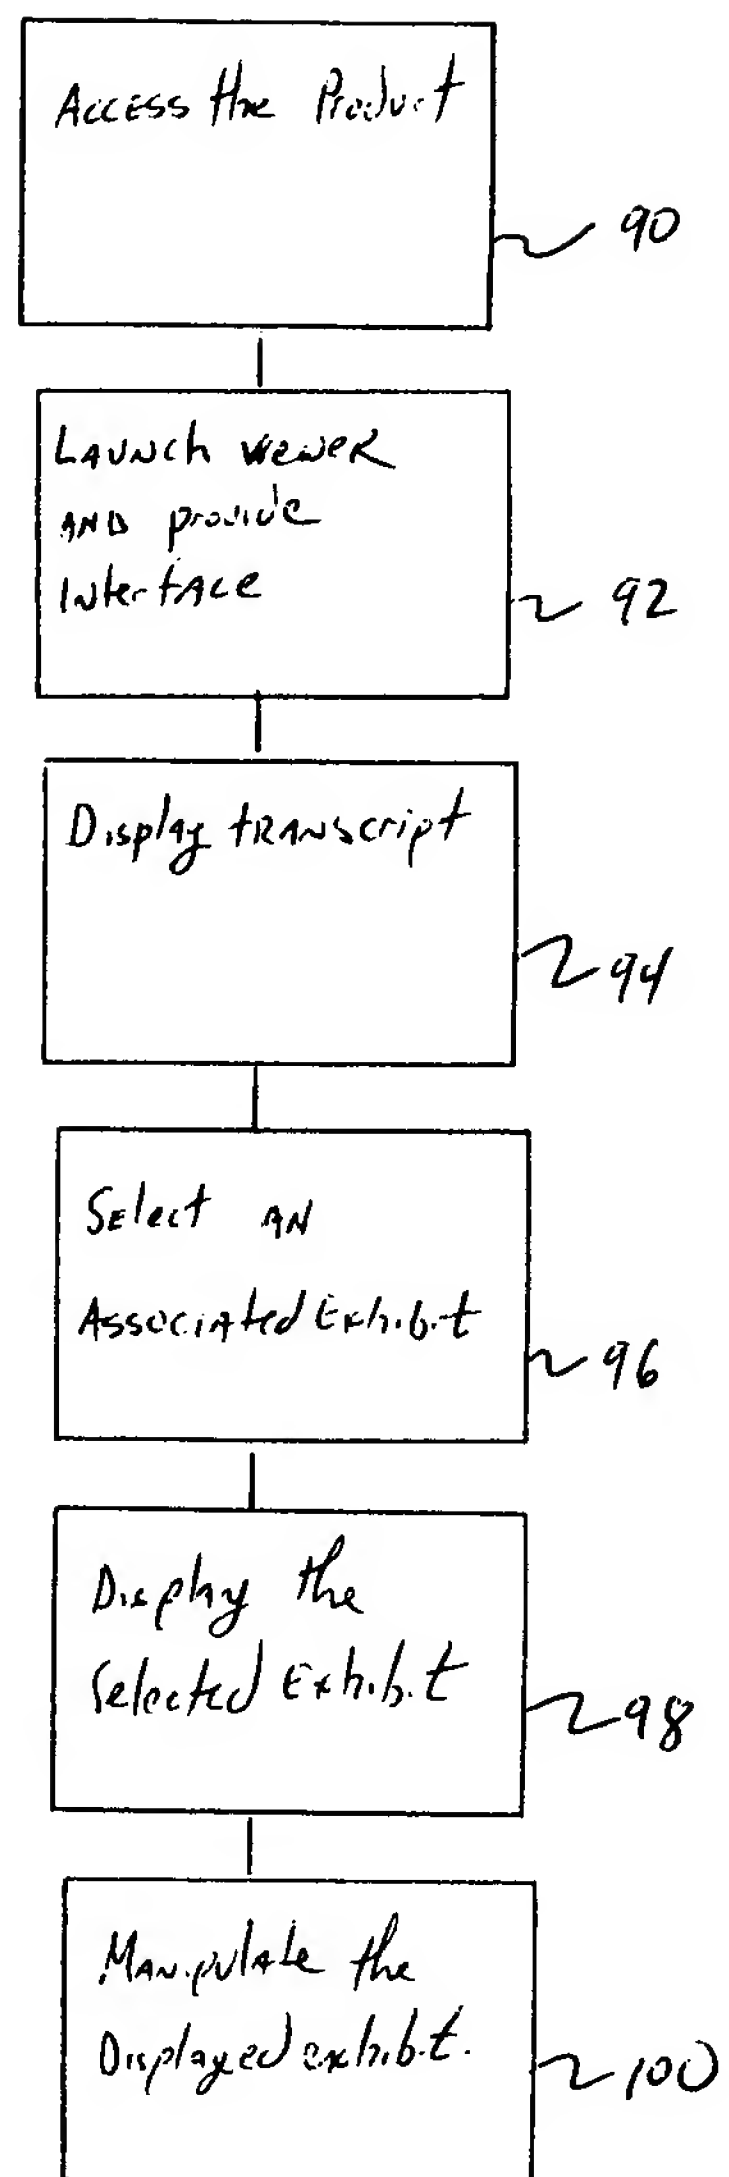 Access the Product
90
Launch viewer
and provide
Interface
92
Display transcript
94
Select an
Associated Exhibit
96
Display the
Selected Exhibit
98
Manipulate the
Displayed exhibit.
100